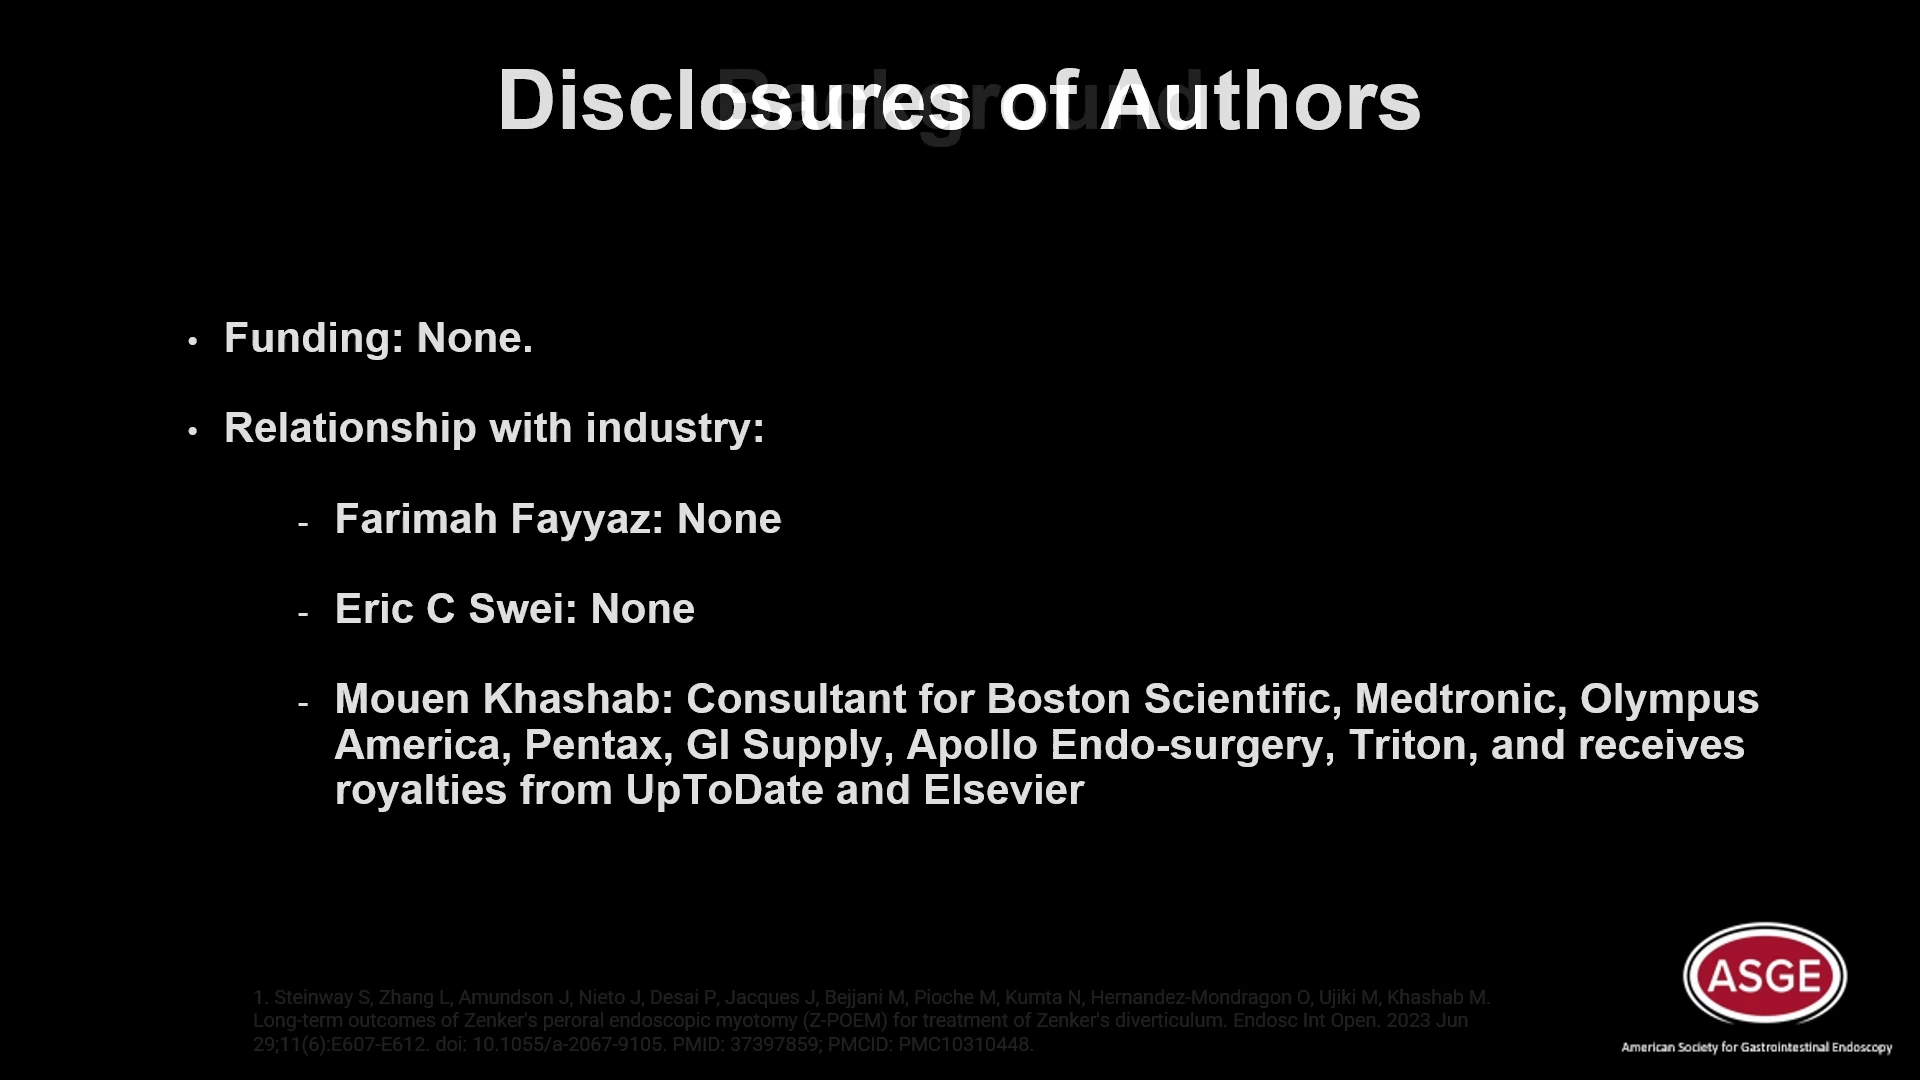 Disclosures of Authors
Background
• Funding: None.
• Relationship with industry:
- Farimah Fayyaz: None
- Eric C Swei: None
- Mouen Khashab: Consultant for Boston Scientific, Medtronic, Olympus
America, Pentax, GI Supply, Apollo Endo-surgery, Triton, and receives
royalties from UpToDate and Elsevier
1. Steinway S, Zhang L, Amundson J, Nieto J, Desai P, Jacques J, Bejjani M, Pioche M, Kumta N, Hernandez-Mondragon O, Ujiki M, Khashab M.
Long-term outcomes of Zenker's peroral endoscopic myotomy (Z-POEM) for treatment of Zenker's diverticulum. Endosc Int Open. 2023 Jun
29;11(6):E607-E612. doi: 10.1055/a-2067-9105. PMID: 37397859; PMCID: PMC10310448.
ASGE
American Society for Gastrointestinal Endoscopy